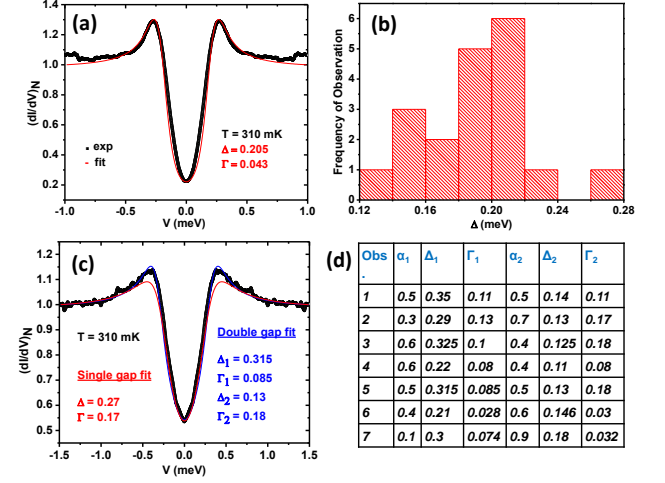 (a)
(dI/dV)N
1.2
1.0
0.8
0.6
0.4
0.2
-1.0 -0.5 0.0 0.5 1.0
V (meV)
exp
fit
T = 310 mK
Δ = 0.205
Γ = 0.043
(b)
Frequency of Observation
6
5
4
3
2
1
0
0.12 0.16 0.20 0.24 0.28
Δ (meV)
(c)
(dI/dV)N
1.2
1.1
1.0
0.9
0.8
0.7
0.6
0.5
-1.5 -1.0 -0.5 0.0 0.5 1.0 1.5
V (meV)
T = 310 mK
Single gap fit
Δ = 0.27
Γ = 0.17
Double gap fit
Δ1 = 0.315
Γ1 = 0.085
Δ2 = 0.13
Γ2 = 0.18
(d)
Obs. α1 Δ1 Γ1 α2 Δ2 Γ2
1 0.5 0.35 0.11 0.5 0.14 0.11
2 0.3 0.29 0.13 0.7 0.13 0.17
3 0.6 0.325 0.1 0.4 0.125 0.18
4 0.6 0.22 0.08 0.4 0.11 0.08
5 0.5 0.315 0.085 0.5 0.13 0.18
6 0.4 0.21 0.028 0.6 0.146 0.03
7 0.1 0.3 0.074 0.9 0.18 0.032